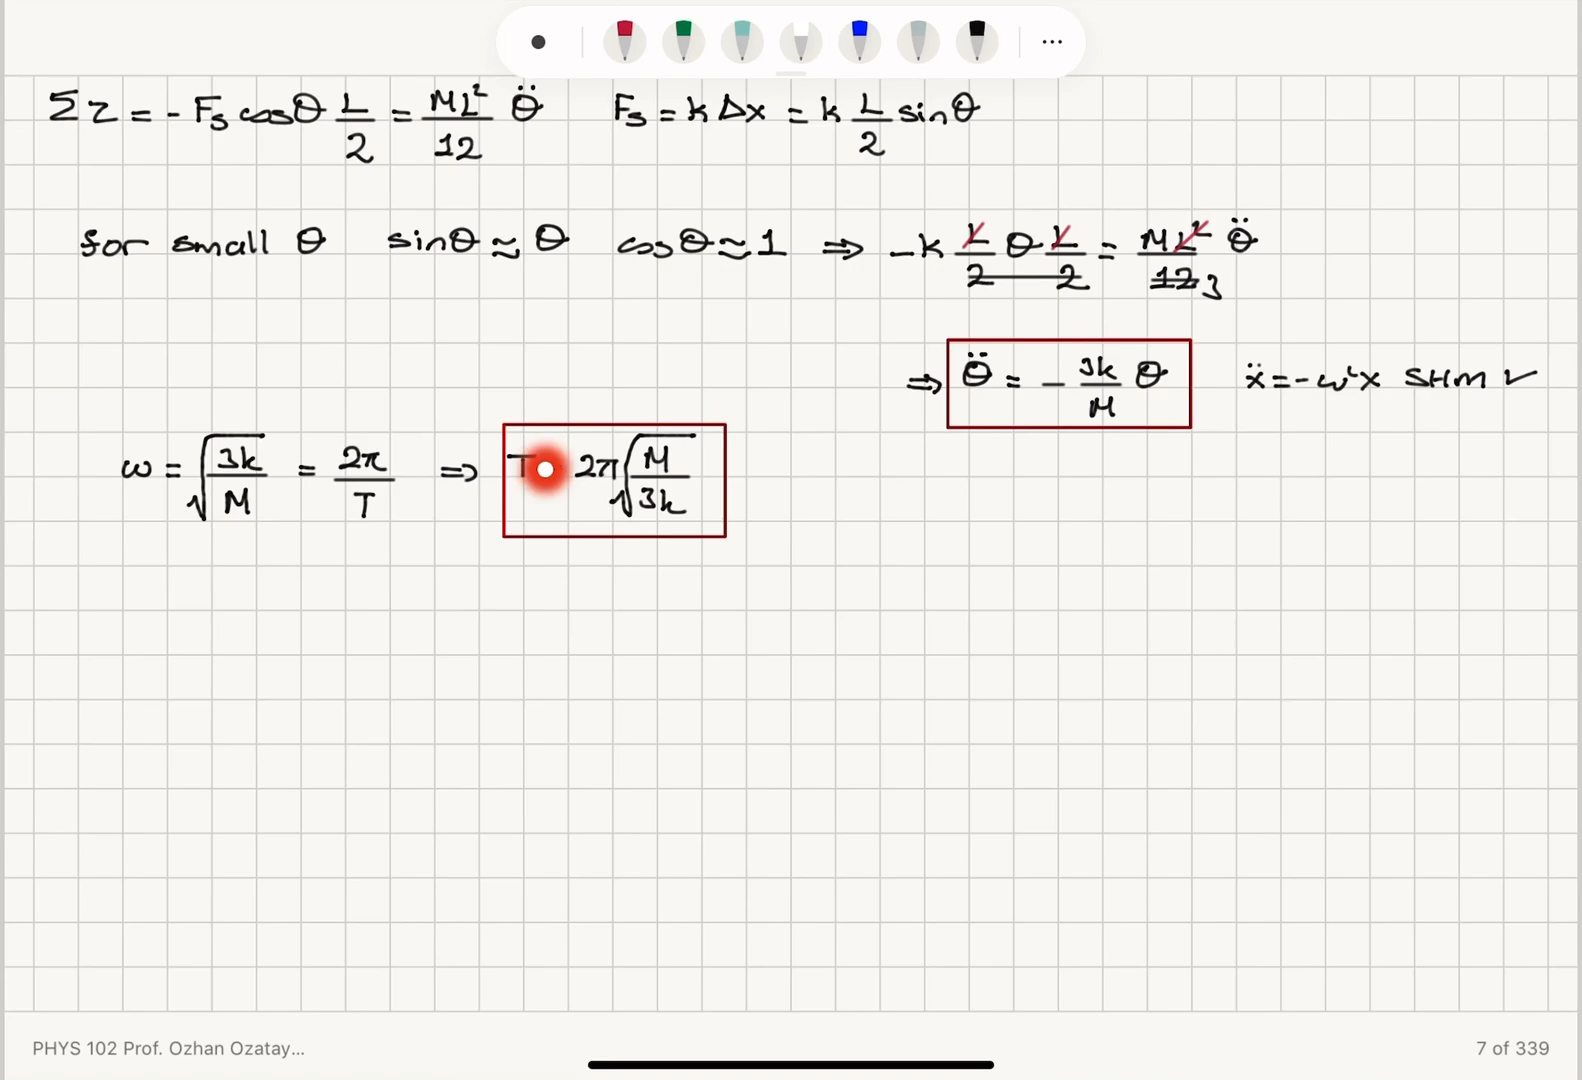 Στ = - Fs cosθ L/2 = ML²/12 θ̈    Fs = k Δx = k L/2 sinθ
for small θ    sinθ ≈ θ    cosθ ≈ 1 ⇒ -k L/2 θ L/2 = ML²/12 3 θ̈
⇒ θ̈ = - 3k/M θ    ẍ = -ω²x SHM ✓
ω = √(3k/M) = 2π/T ⇒ T 2π√(M/3k)
PHYS 102 Prof. Ozhan Ozatay...
7 of 339